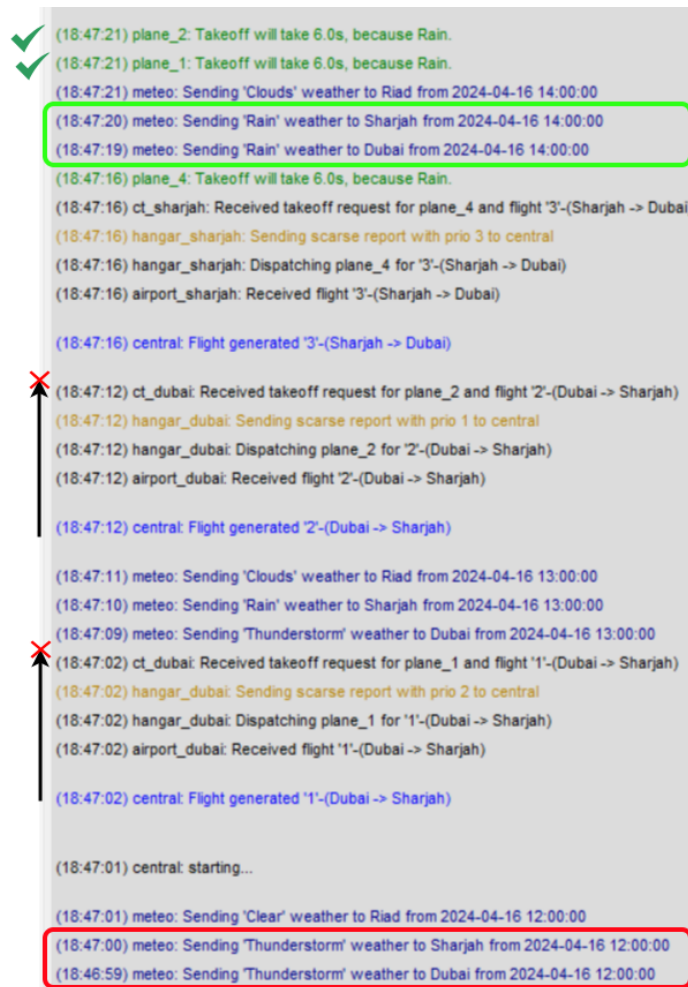 (18:47:21) plane_2: Takeoff will take 6.0s, because Rain.
(18:47:21) plane_1: Takeoff will take 6.0s, because Rain.
(18:47:21) meteo: Sending 'Clouds' weather to Riad from 2024-04-16 14:00:00
(18:47:20) meteo: Sending 'Rain' weather to Sharjah from 2024-04-16 14:00:00
(18:47:19) meteo: Sending 'Rain' weather to Dubai from 2024-04-16 14:00:00
(18:47:16) plane_4: Takeoff will take 6.0s, because Rain.
(18:47:16) ct_sharjah: Received takeoff request for plane_4 and flight '3'-(Sharjah -> Dubai
(18:47:16) hangar_sharjah: Sending scarse report with prio 3 to central
(18:47:16) hangar_sharjah: Dispatching plane_4 for '3'-(Sharjah -> Dubai)
(18:47:16) airport_sharjah: Received flight '3'-(Sharjah -> Dubai)
(18:47:16) central: Flight generated '3'-(Sharjah -> Dubai)
(18:47:12) ct_dubai: Received takeoff request for plane_2 and flight '2'-(Dubai -> Sharjah)
(18:47:12) hangar_dubai: Sending scarse report with prio 1 to central
(18:47:12) hangar_dubai: Dispatching plane_2 for '2'-(Dubai -> Sharjah)
(18:47:12) airport_dubai: Received flight '2'-(Dubai -> Sharjah)
(18:47:12) central: Flight generated '2'-(Dubai -> Sharjah)
(18:47:11) meteo: Sending 'Clouds' weather to Riad from 2024-04-16 13:00:00
(18:47:10) meteo: Sending 'Rain' weather to Sharjah from 2024-04-16 13:00:00
(18:47:09) meteo: Sending 'Thunderstorm' weather to Dubai from 2024-04-16 13:00:00
(18:47:02) ct_dubai: Received takeoff request for plane_1 and flight '1'-(Dubai -> Sharjah)
(18:47:02) hangar_dubai: Sending scarse report with prio 2 to central
(18:47:02) hangar_dubai: Dispatching plane_1 for '1'-(Dubai -> Sharjah)
(18:47:02) airport_dubai: Received flight '1'-(Dubai -> Sharjah)
(18:47:02) central: Flight generated '1'-(Dubai -> Sharjah)
(18:47:01) central: starting...
(18:47:01) meteo: Sending 'Clear' weather to Riad from 2024-04-16 12:00:00
(18:47:00) meteo: Sending 'Thunderstorm' weather to Sharjah from 2024-04-16 12:00:00
(18:46:59) meteo: Sending 'Thunderstorm' weather to Dubai from 2024-04-16 12:00:00